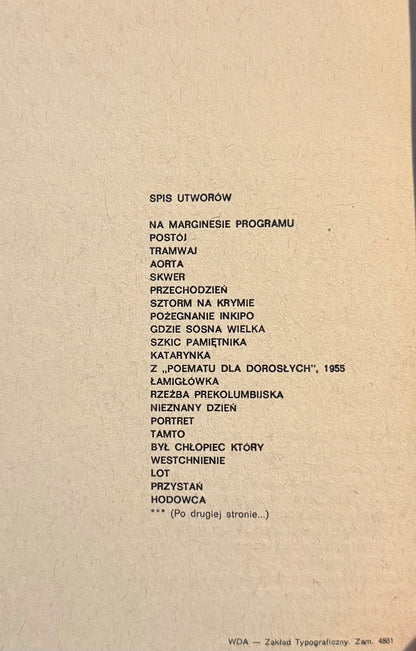 SPIS UTWORÓW
NA MARGINESIE PROGRAMU
POSTÓJ
TRAMWAJ
AORTA
SKWER
PRZECHODZIEŃ
SZTORM NA KRYMIE
POŻEGNANIE INKIPO
GDZIE SOSNA WIELKA
SZKIC PAMIĘTNIKA
KATARYNKA
Z „POEMATU DLA DOROSŁYCH", 1955
ŁAMIGŁÓWKA
RZEŹBA PREKOLUMBIJSKA
NIEZNANY DZIEŃ
PORTRET
TAMTO
BYŁ CHŁOPIEC KTÓRY
WESTCHNIENIE
LOT
PRZYSTAŃ
HODOWCA
*** (Po drugiej stronie...)
WDA — Zakład Typograficzny. Zam. 4801